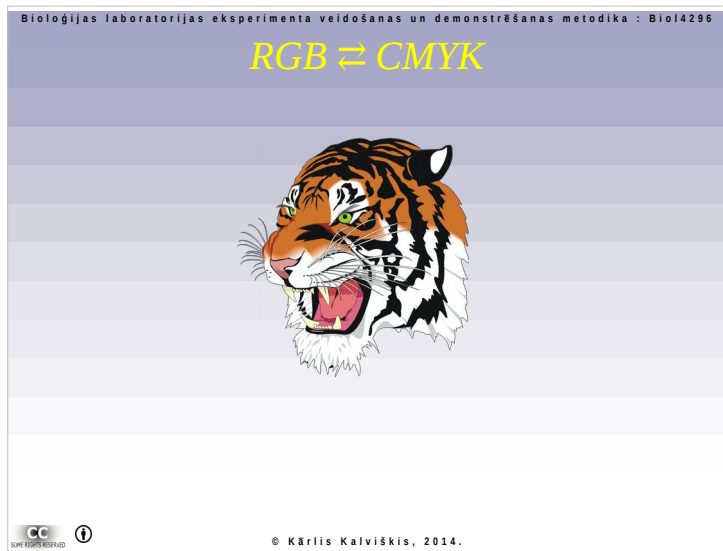 Bioloģijas laboratorijas eksperimenta veidošanas un demonstrēšanas metodika : Biol4296
RGB ⇄ CMYK
CC
SOME RIGHTS RESERVED
© Kārlis Kalviškis, 2014.